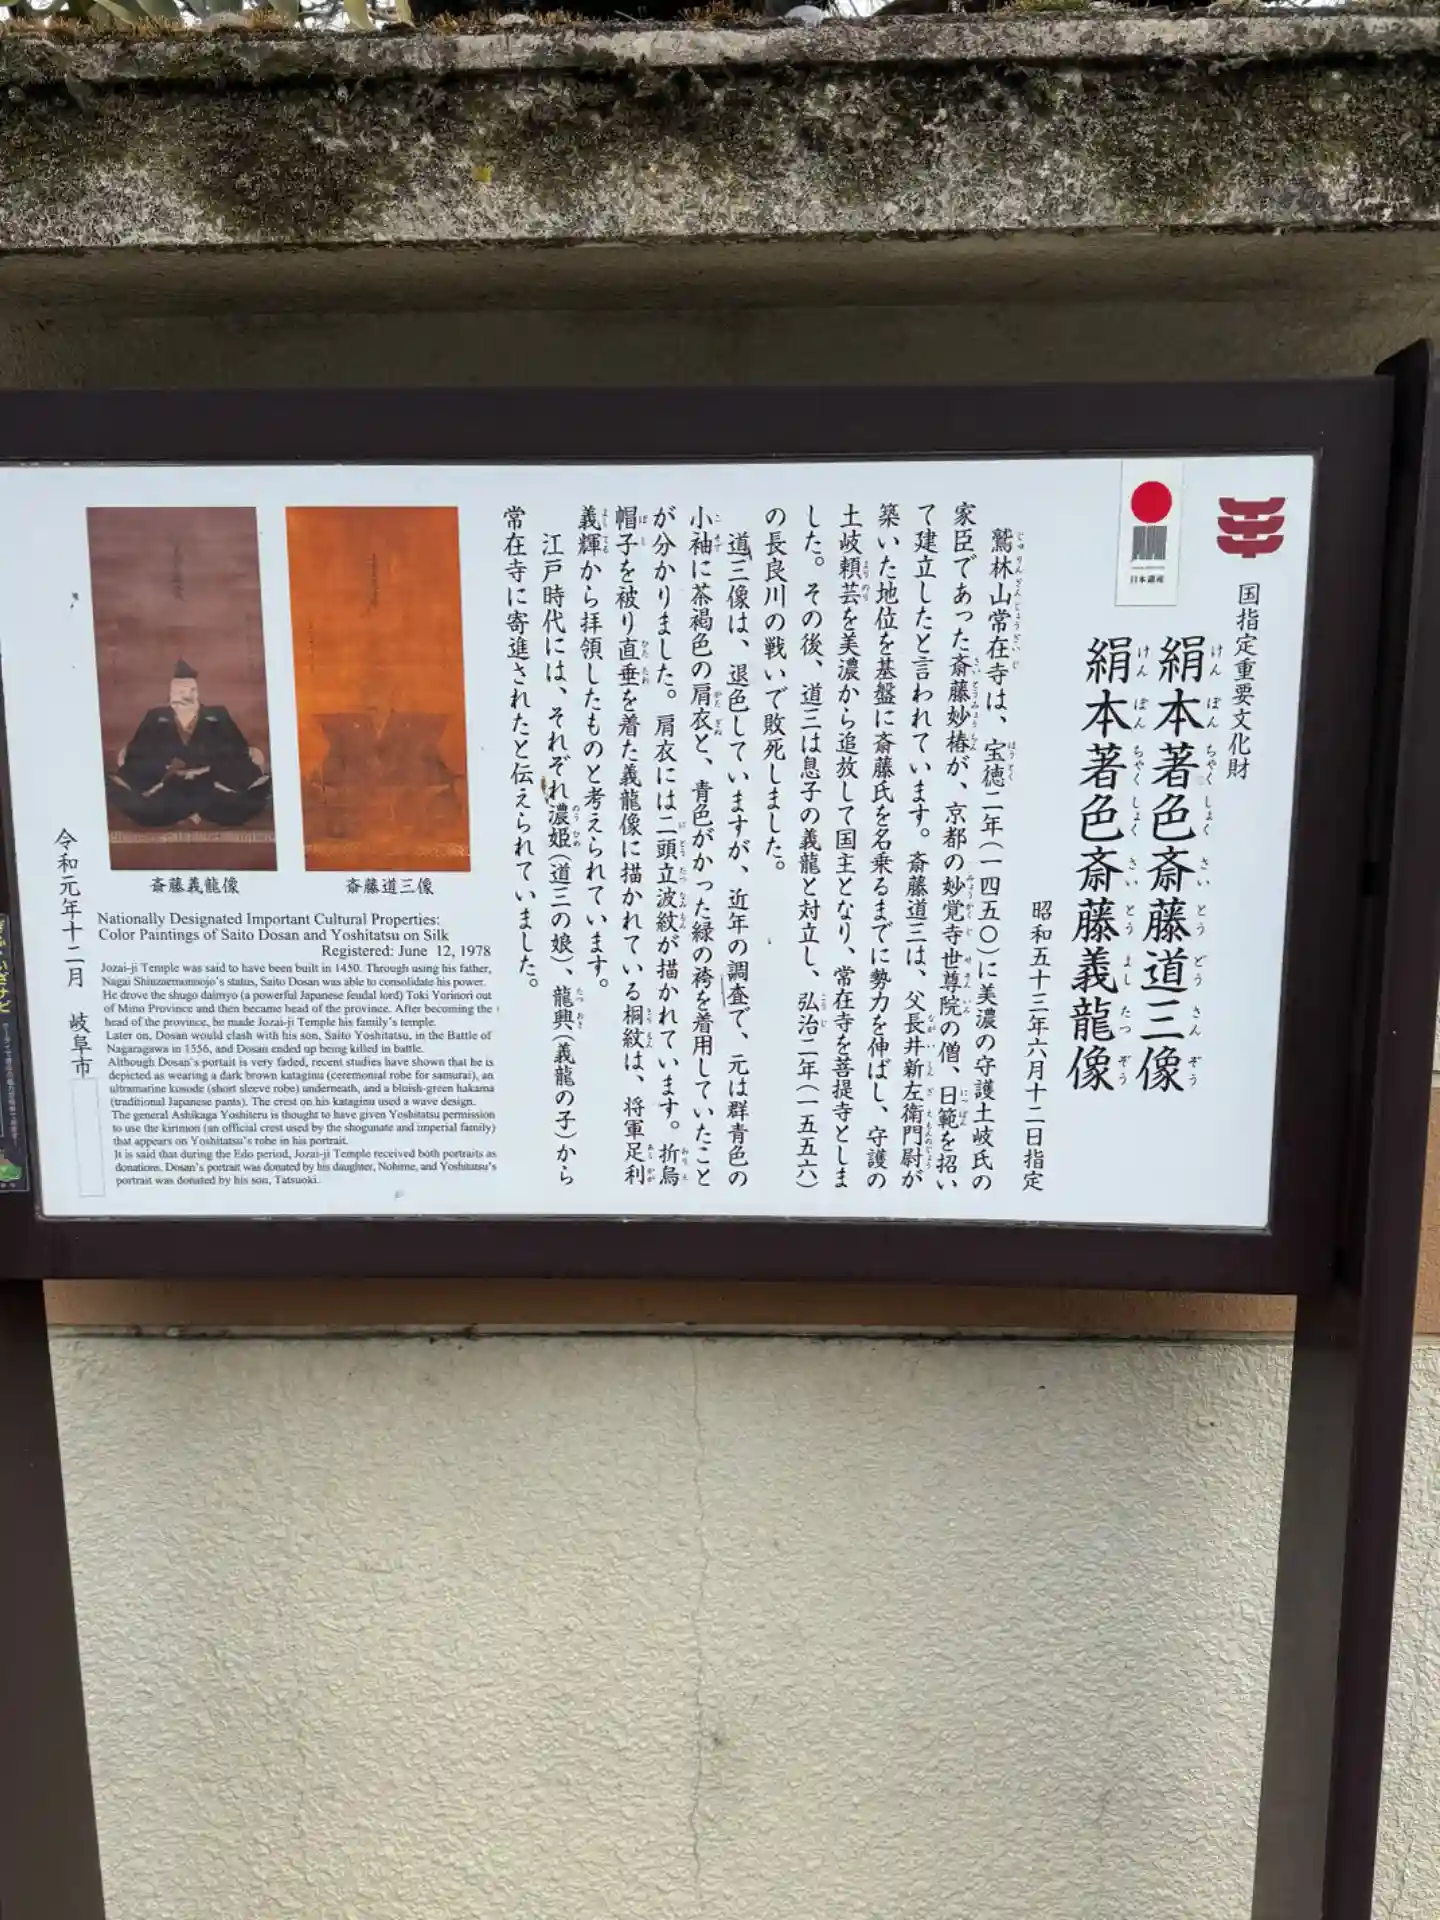 国指定重要文化財
絹本著色斎藤道三像
絹本著色斎藤義龍像
昭和五十三年六月十二日指定
鷲林山常在寺は、宝徳二年(一四五〇)に美濃の守護土岐氏の
家臣であった斎藤妙椿が、京都の妙覚寺世尊院の僧、日範を招い
て建立したと言われています。斎藤道三は、父長井新左衛門尉が
築いた地位を基盤に斎藤氏を名乗るまでに勢力を伸ばし、守護の
土岐頼芸を美濃から追放して国主となり、常在寺を菩提寺としま
した。その後、道三は息子の義龍と対立し、弘治二年(一五五六)
の長良川の戦いで敗死しました。
道三像は、退色していますが、近年の調査で、元は群青色の
小袖に茶褐色の肩衣と、青色がかった緑の袴を着用していたこと
が分かりました。肩衣には二頭立波紋が描かれています。折烏
帽子を被り直垂を着た義龍像に描かれている桐紋は、将軍足利
義輝から拝領したものと考えられています。
江戸時代には、それぞれ濃姫(道三の娘)、龍興(義龍の子)から
常在寺に寄進されたと伝えられていました。
日本遺産
斎藤道三像
斎藤義龍像
Nationally Designated Important Cultural Properties:
Color Paintings of Saito Dosan and Yoshitatsu on Silk
Registered: June 12, 1978
Jozai-ji Temple was said to have been built in 1450. Through using his father,
Nagai Shinzaemonnojo's status, Saito Dosan was able to consolidate his power.
He drove the shugo daimyo (a powerful Japanese feudal lord) Toki Yorinori out
of Mino Province and then became head of the province. After becoming the
head of the province, he made Jozai-ji Temple his family's temple.
Later on, Dosan would clash with his son, Saito Yoshitatsu, in the Battle of
Nagaragawa in 1556, and Dosan ended up being killed in battle.
Although Dosan's portait is very faded, recent studies have shown that he is
depicted as wearing a dark brown kataginu (ceremonial robe for samurai), an
ultramarine kosode (short sleeve robe) underneath, and a bluish-green hakama
(traditional Japanese pants). The crest on his kataginu used a wave design.
The general Ashikaga Yoshiteru is thought to have given Yoshitatsu permission
to use the kirimon (an official crest used by the shogunate and imperial family)
that appears on Yoshitatsu's robe in his portrait.
It is said that during the Edo period, Jozai-ji Temple received both portraits as
donations. Dosan's portrait was donated by his daughter, Nohime, and Yoshitatsu's
portrait was donated by his son, Tatsuoki.
令和元年十二月 岐阜市